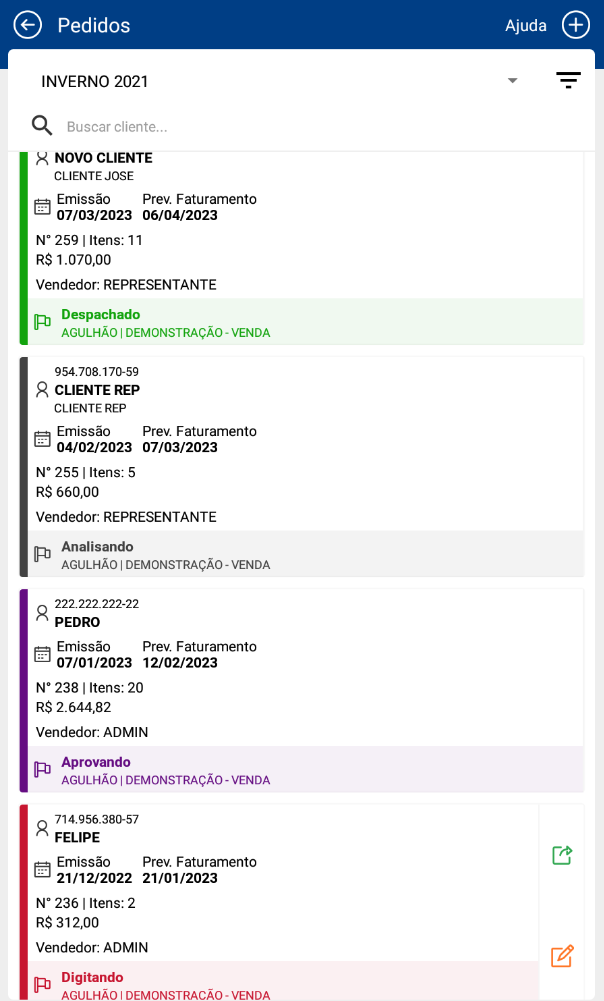 Pedidos
Ajuda
INVERNO 2021
Buscar cliente...
NOVO CLIENTE
CLIENTE JOSE
Emissão Prev. Faturamento
07/03/2023 06/04/2023
N° 259 | Itens: 11
R$ 1.070,00
Vendedor: REPRESENTANTE
Despachado
AGULHÃO | DEMONSTRAÇÃO - VENDA
954.708.170-59
CLIENTE REP
CLIENTE REP
Emissão Prev. Faturamento
04/02/2023 07/03/2023
N° 255 | Itens: 5
R$ 660,00
Vendedor: REPRESENTANTE
Analisando
AGULHÃO | DEMONSTRAÇÃO - VENDA
222.222.222-22
PEDRO
Emissão Prev. Faturamento
07/01/2023 12/02/2023
N° 238 | Itens: 20
R$ 2.644,82
Vendedor: ADMIN
Aprovando
AGULHÃO | DEMONSTRAÇÃO - VENDA
714.956.380-57
FELIPE
Emissão Prev. Faturamento
21/12/2022 21/01/2023
N° 236 | Itens: 2
R$ 312,00
Vendedor: ADMIN
Digitando
AGULHÃO | DEMONSTRAÇÃO - VENDA